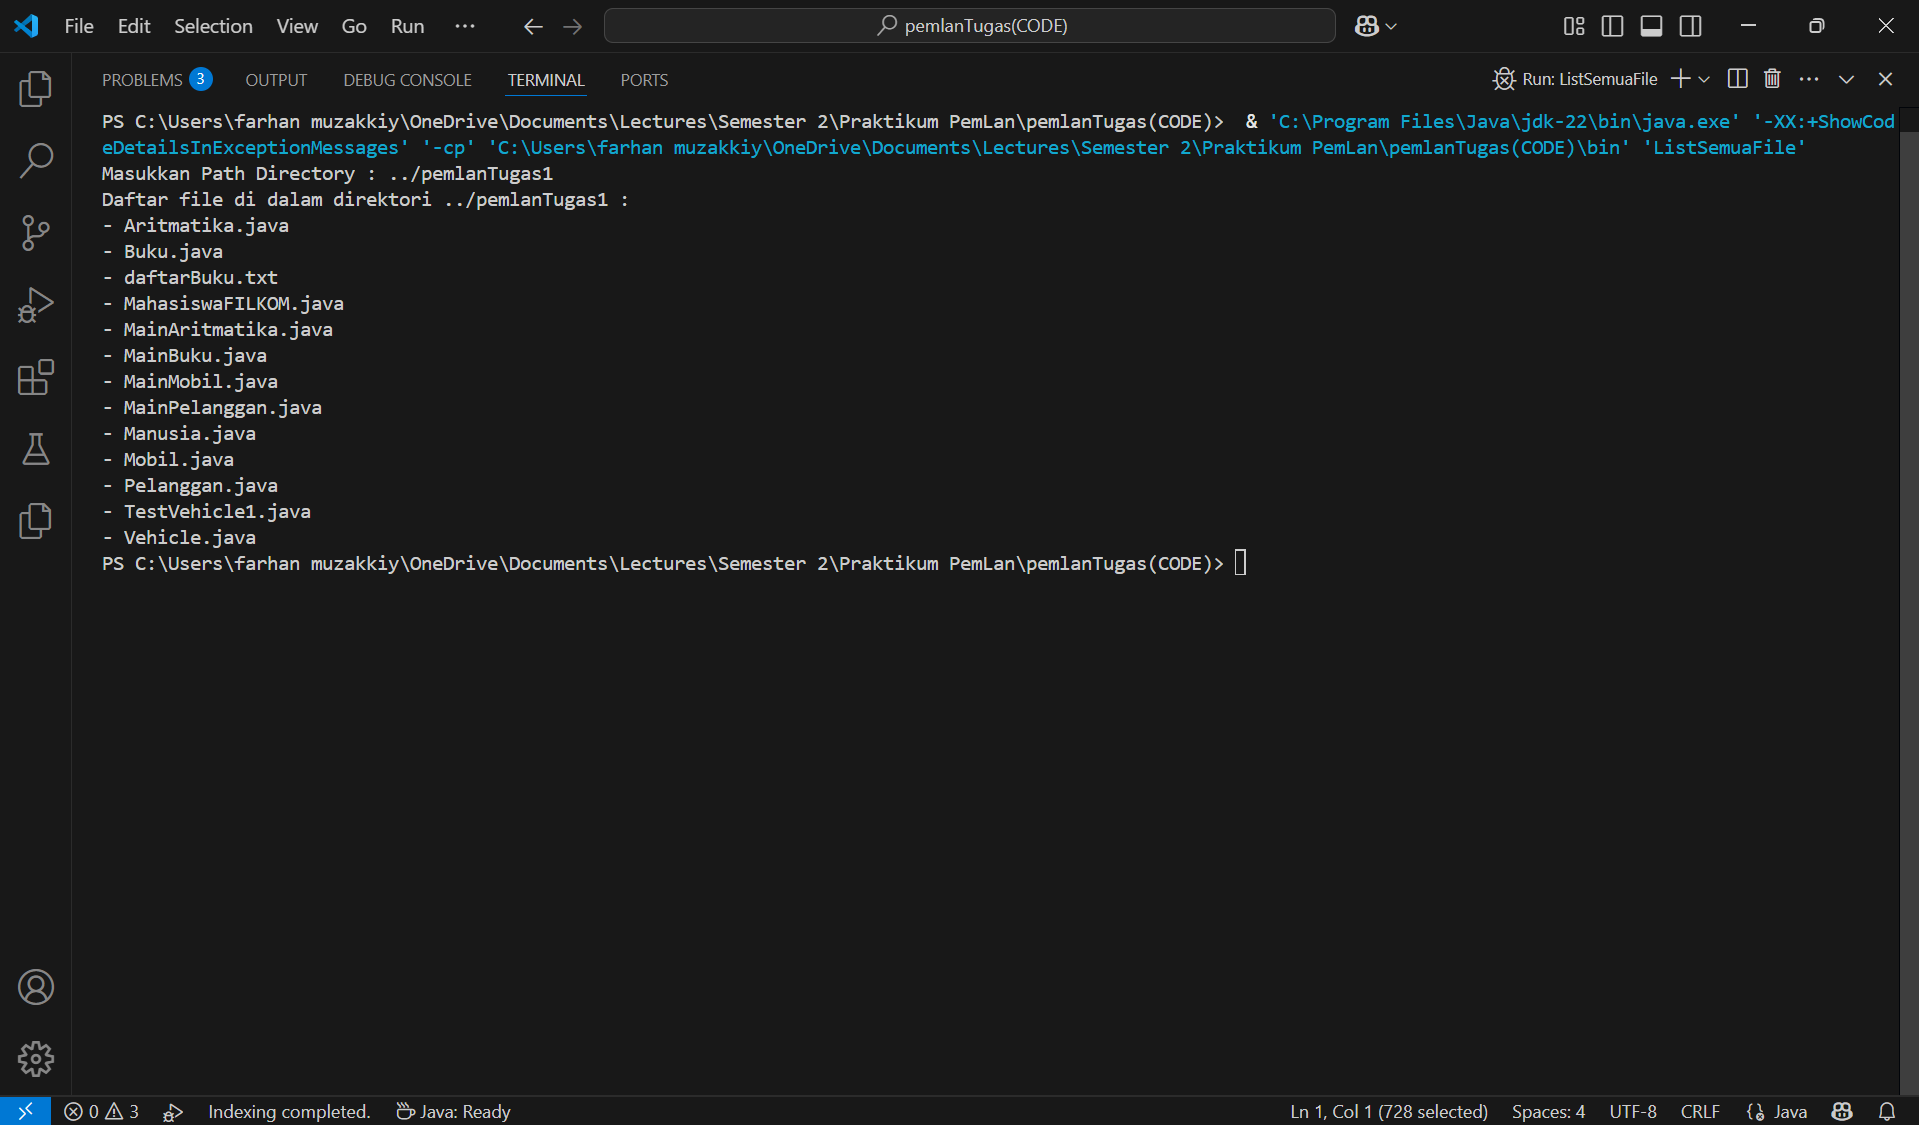 File Edit Selection View Go Run ··· pemlanTugas(CODE)
PROBLEMS 3 OUTPUT DEBUG CONSOLE TERMINAL PORTS Run: ListSemuaFile
PS C:\Users\farhan muzakkiy\OneDrive\Documents\Lectures\Semester 2\Praktikum PemLan\pemlanTugas(CODE)>  & 'C:\Program Files\Java\jdk-22\bin\java.exe' '-XX:+ShowCod
eDetailsInExceptionMessages' '-cp' 'C:\Users\farhan muzakkiy\OneDrive\Documents\Lectures\Semester 2\Praktikum PemLan\pemlanTugas(CODE)\bin' 'ListSemuaFile'
Masukkan Path Directory : ../pemlanTugas1
Daftar file di dalam direktori ../pemlanTugas1 :
- Aritmatika.java
- Buku.java
- daftarBuku.txt
- MahasiswaFILKOM.java
- MainAritmatika.java
- MainBuku.java
- MainMobil.java
- MainPelanggan.java
- Manusia.java
- Mobil.java
- Pelanggan.java
- TestVehicle1.java
- Vehicle.java
PS C:\Users\farhan muzakkiy\OneDrive\Documents\Lectures\Semester 2\Praktikum PemLan\pemlanTugas(CODE)>
0 3 Indexing completed. Java: Ready Ln 1, Col 1 (728 selected) Spaces: 4 UTF-8 CRLF Java